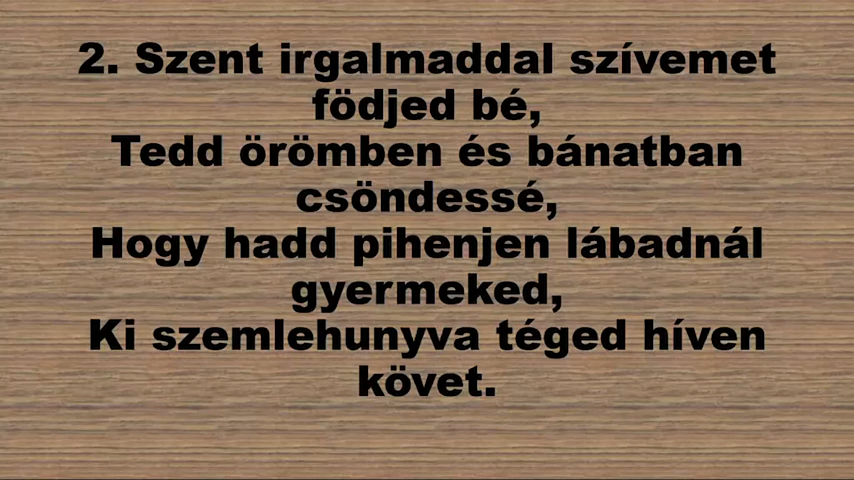 2. Szent irgalmaddal szívemet
födjed bé,
Tedd örömben és bánatban
csöndessé,
Hogy hadd pihenjen lábadnál
gyermeked,
Ki szemlehunyva téged híven
követ.